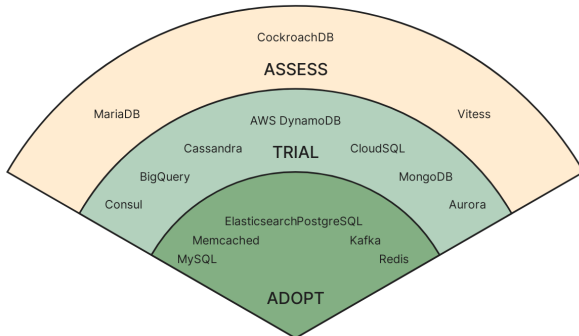 CockroachDB
ASSESS
MariaDB
Vitess
AWS DynamoDB
Cassandra
CloudSQL
TRIAL
BigQuery
MongoDB
Consul
Aurora
ElasticsearchPostgreSQL
Memcached
Kafka
MySQL
Redis
ADOPT